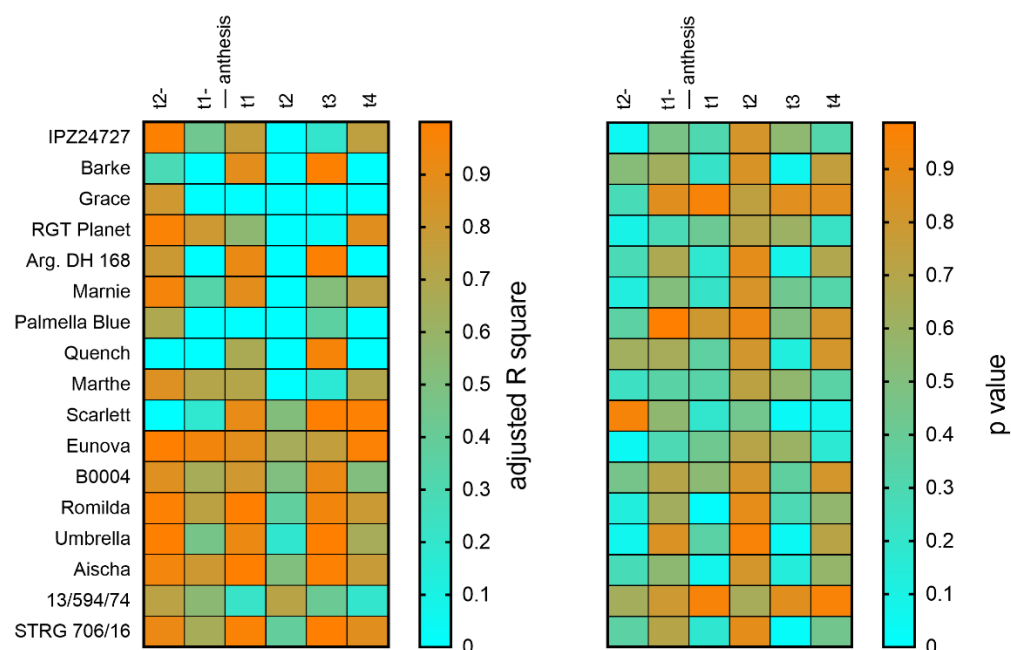 anthesis
t2-
t1-
t1
t2
t3
t4
IPZ24727
Barke
Grace
RGT Planet
Arg. DH 168
Marnie
Palmella Blue
Quench
Marthe
Scarlett
Eunova
B0004
Romilda
Umbrella
Aischa
13/594/74
STRG 706/16
0.9
0.8
0.7
0.6
0.5
0.4
0.3
0.2
0.1
0
adjusted R square
anthesis
t2-
t1-
t1
t2
t3
t4
0.9
0.8
0.7
0.6
0.5
0.4
0.3
0.2
0.1
0
p value